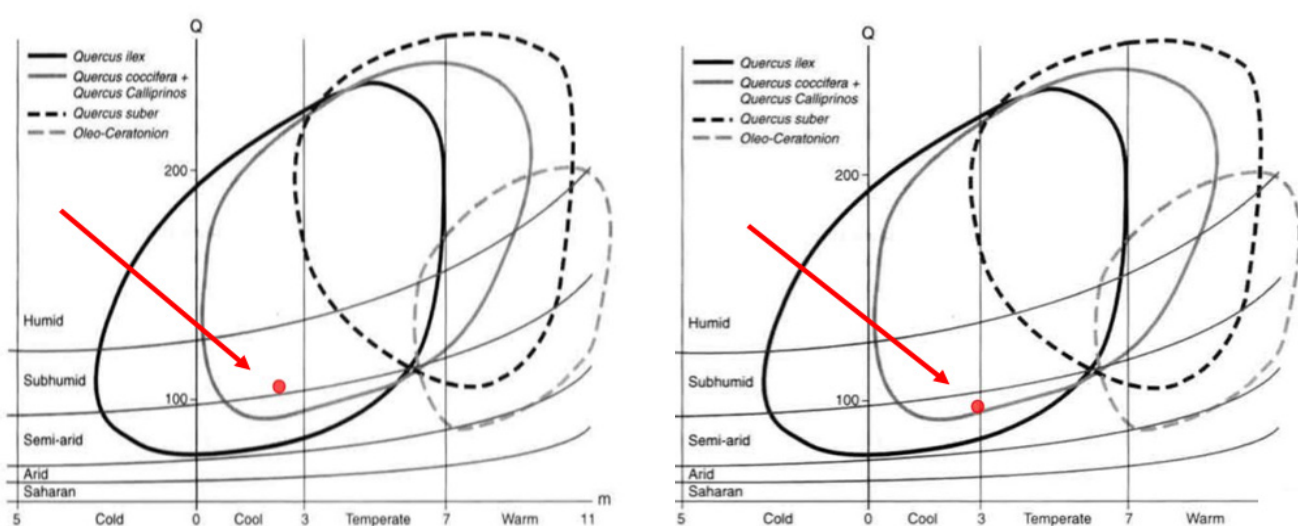 Q
Quercus ilex
Quercus coccifera +
Quercus Calliprinos
Quercus suber
Oleo-Ceratonion
200
Humid
Subhumid
100
Semi-arid
Arid
Saharan
m
5 Cold 0 Cool 3 Temperate 7 Warm 11
Q
Quercus ilex
Quercus coccifera +
Quercus Calliprinos
Quercus suber
Oleo-Ceratonion
200
Humid
Subhumid
100
Semi-arid
Arid
Saharan
5 Cold 0 Cool 3 Temperate 7 Warm